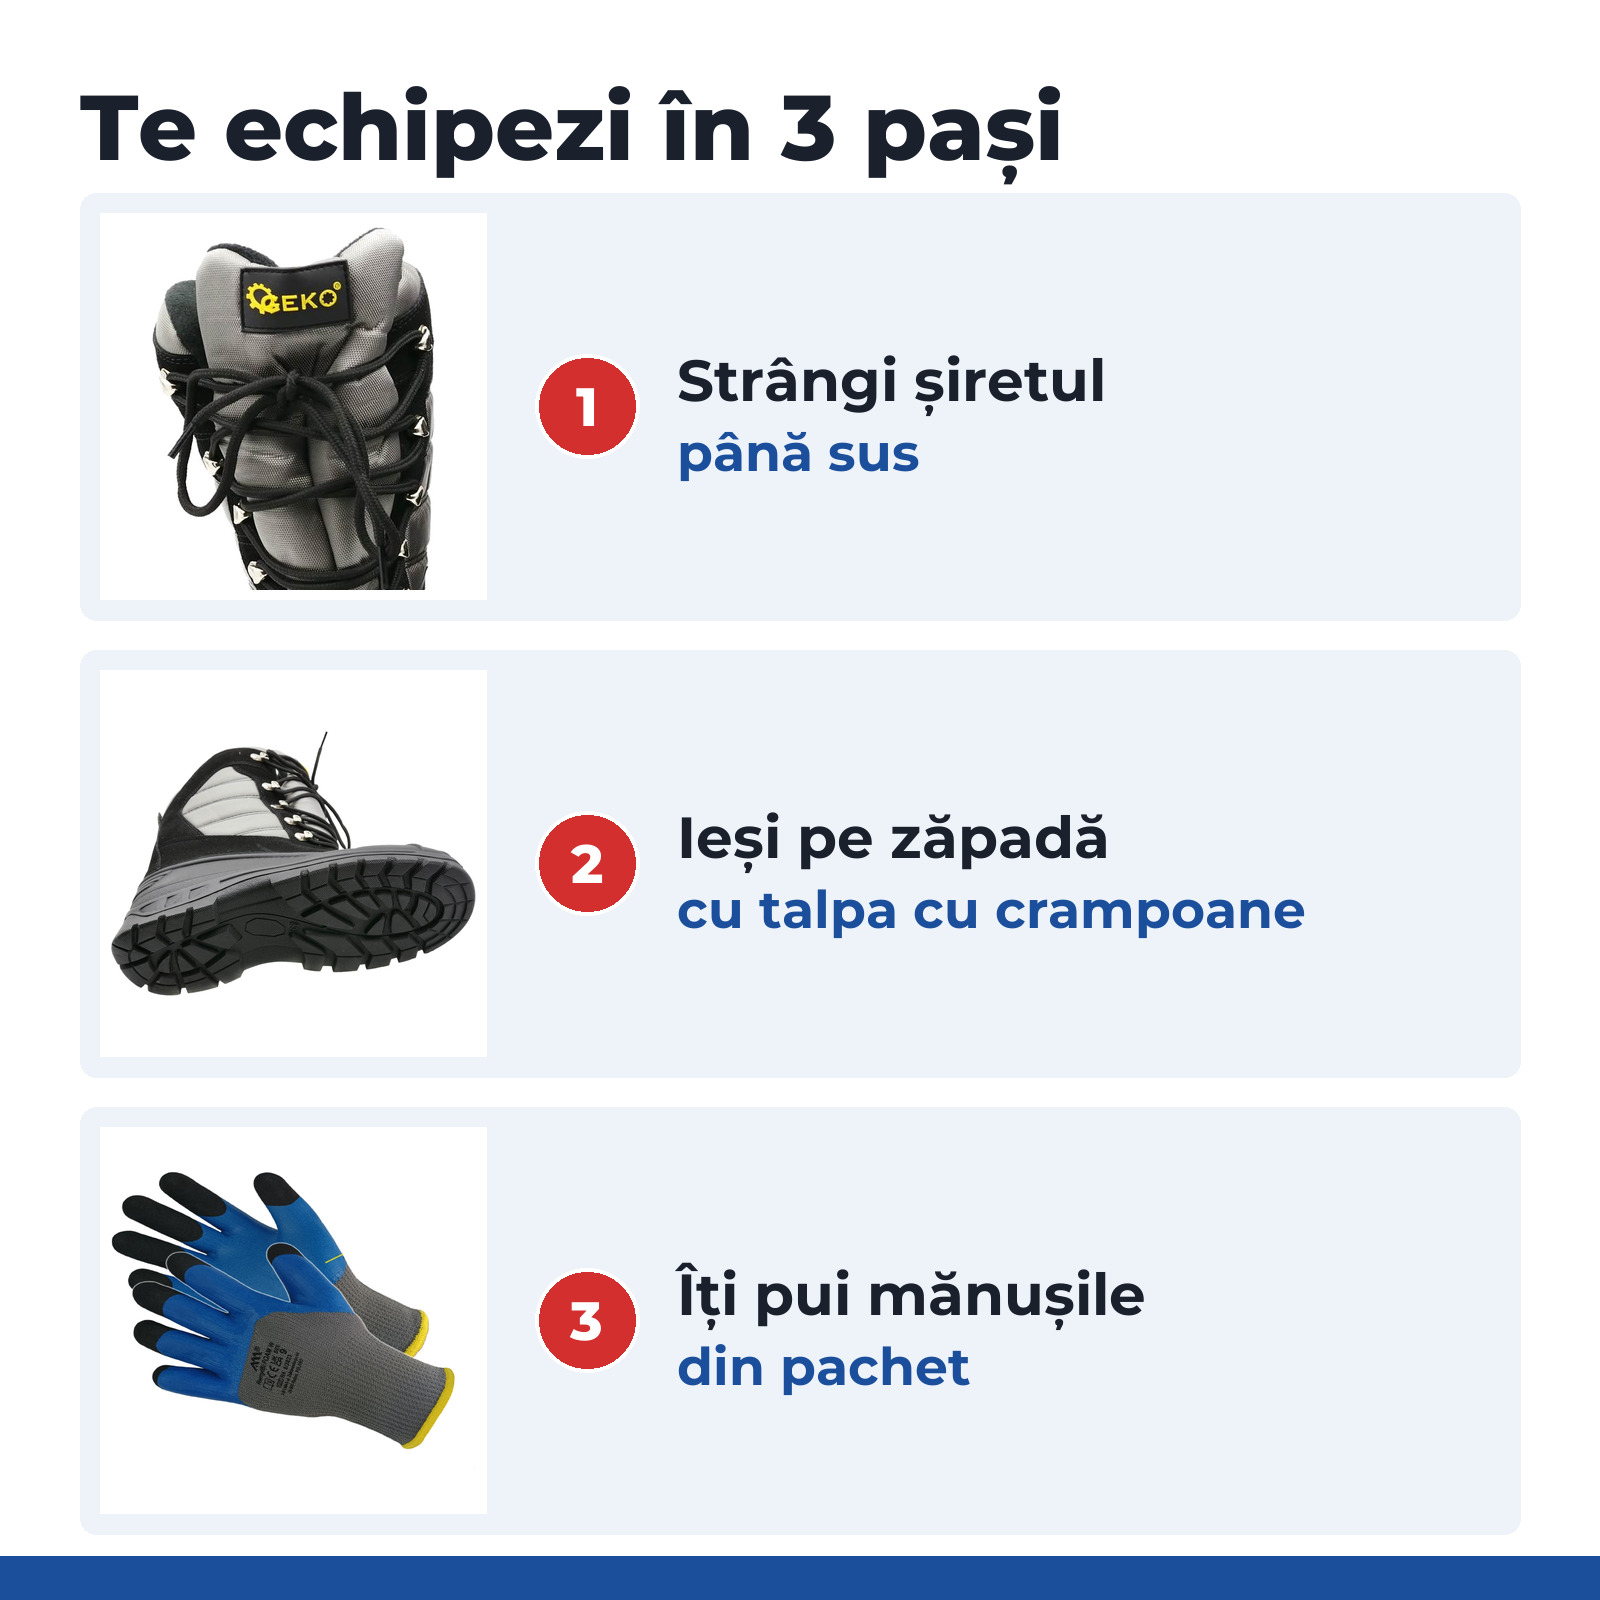 Te echipezi în 3 pași
GEKO®
1
Strângi șiretul
până sus
2
Ieși pe zăpadă
cu talpa cu crampoane
3
Îți pui mănușile
din pachet